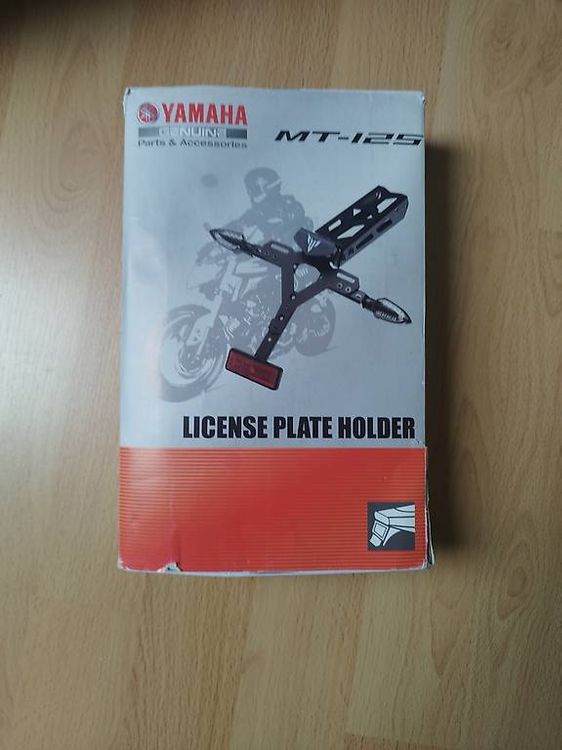 YAMAHA
GENUINE
Parts & Accessories
MT-125
LICENSE PLATE HOLDER